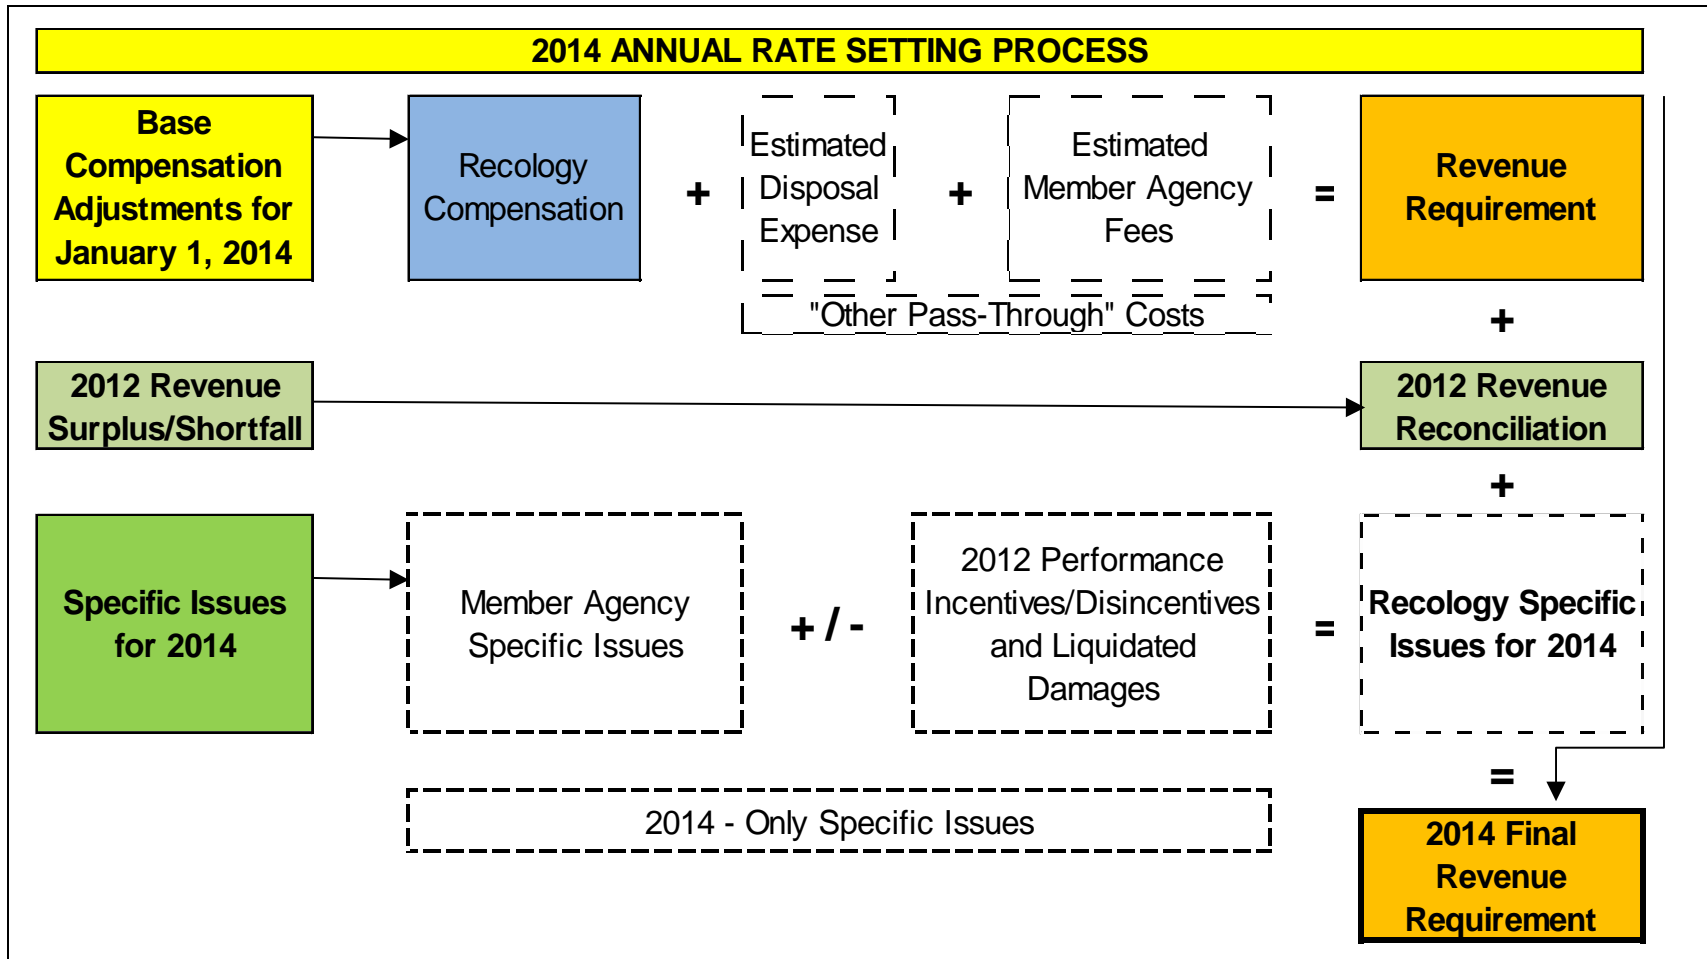 2014 ANNUAL RATE SETTING PROCESS
Base
Compensation
Adjustments for
January 1, 2014
Recology
Compensation
+
Estimated
Disposal
Expense
+
Estimated
Member Agency
Fees
=
Revenue
Requirement
"Other Pass-Through" Costs
+
2012 Revenue
Surplus/Shortfall
2012 Revenue
Reconciliation
+
Specific Issues
for 2014
Member Agency
Specific Issues
+ / -
2012 Performance
Incentives/Disincentives
and Liquidated
Damages
=
Recology Specific
Issues for 2014
=
2014 - Only Specific Issues
2014 Final
Revenue
Requirement